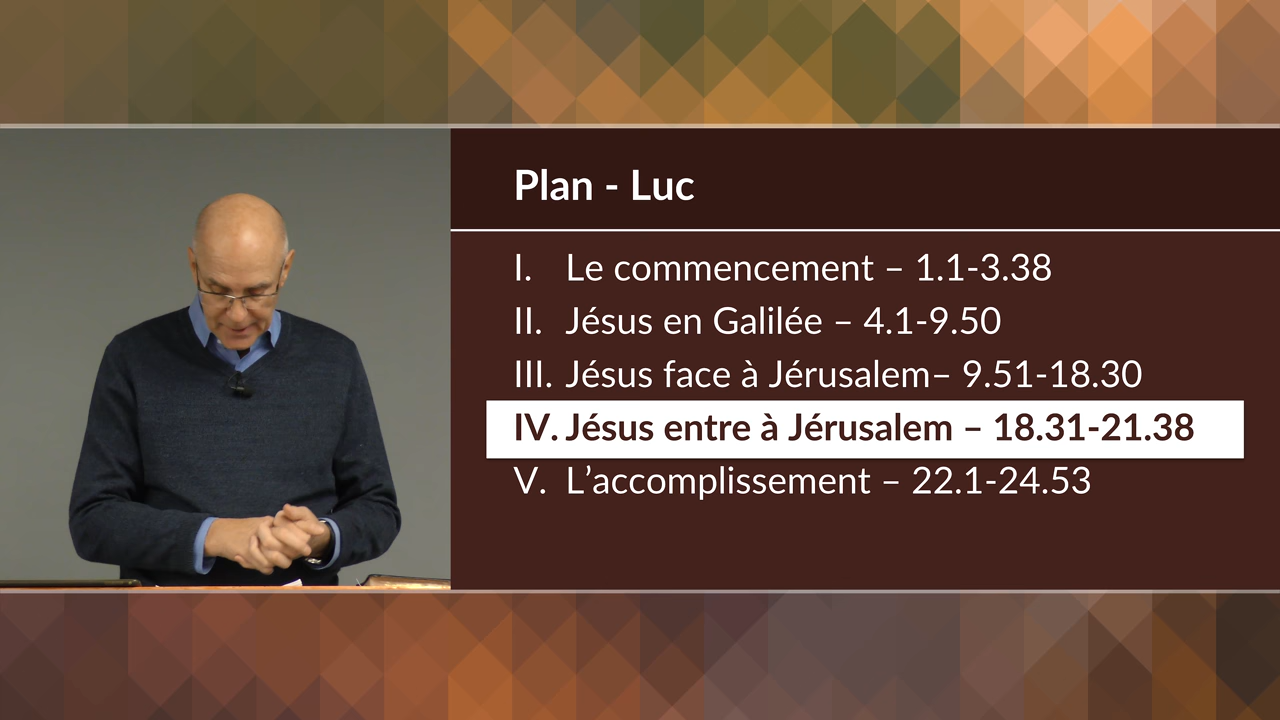 Plan - Luc
I. Le commencement – 1.1-3.38
II. Jésus en Galilée – 4.1-9.50
III. Jésus face à Jérusalem– 9.51-18.30
IV. Jésus entre à Jérusalem – 18.31-21.38
V. L’accomplissement – 22.1-24.53